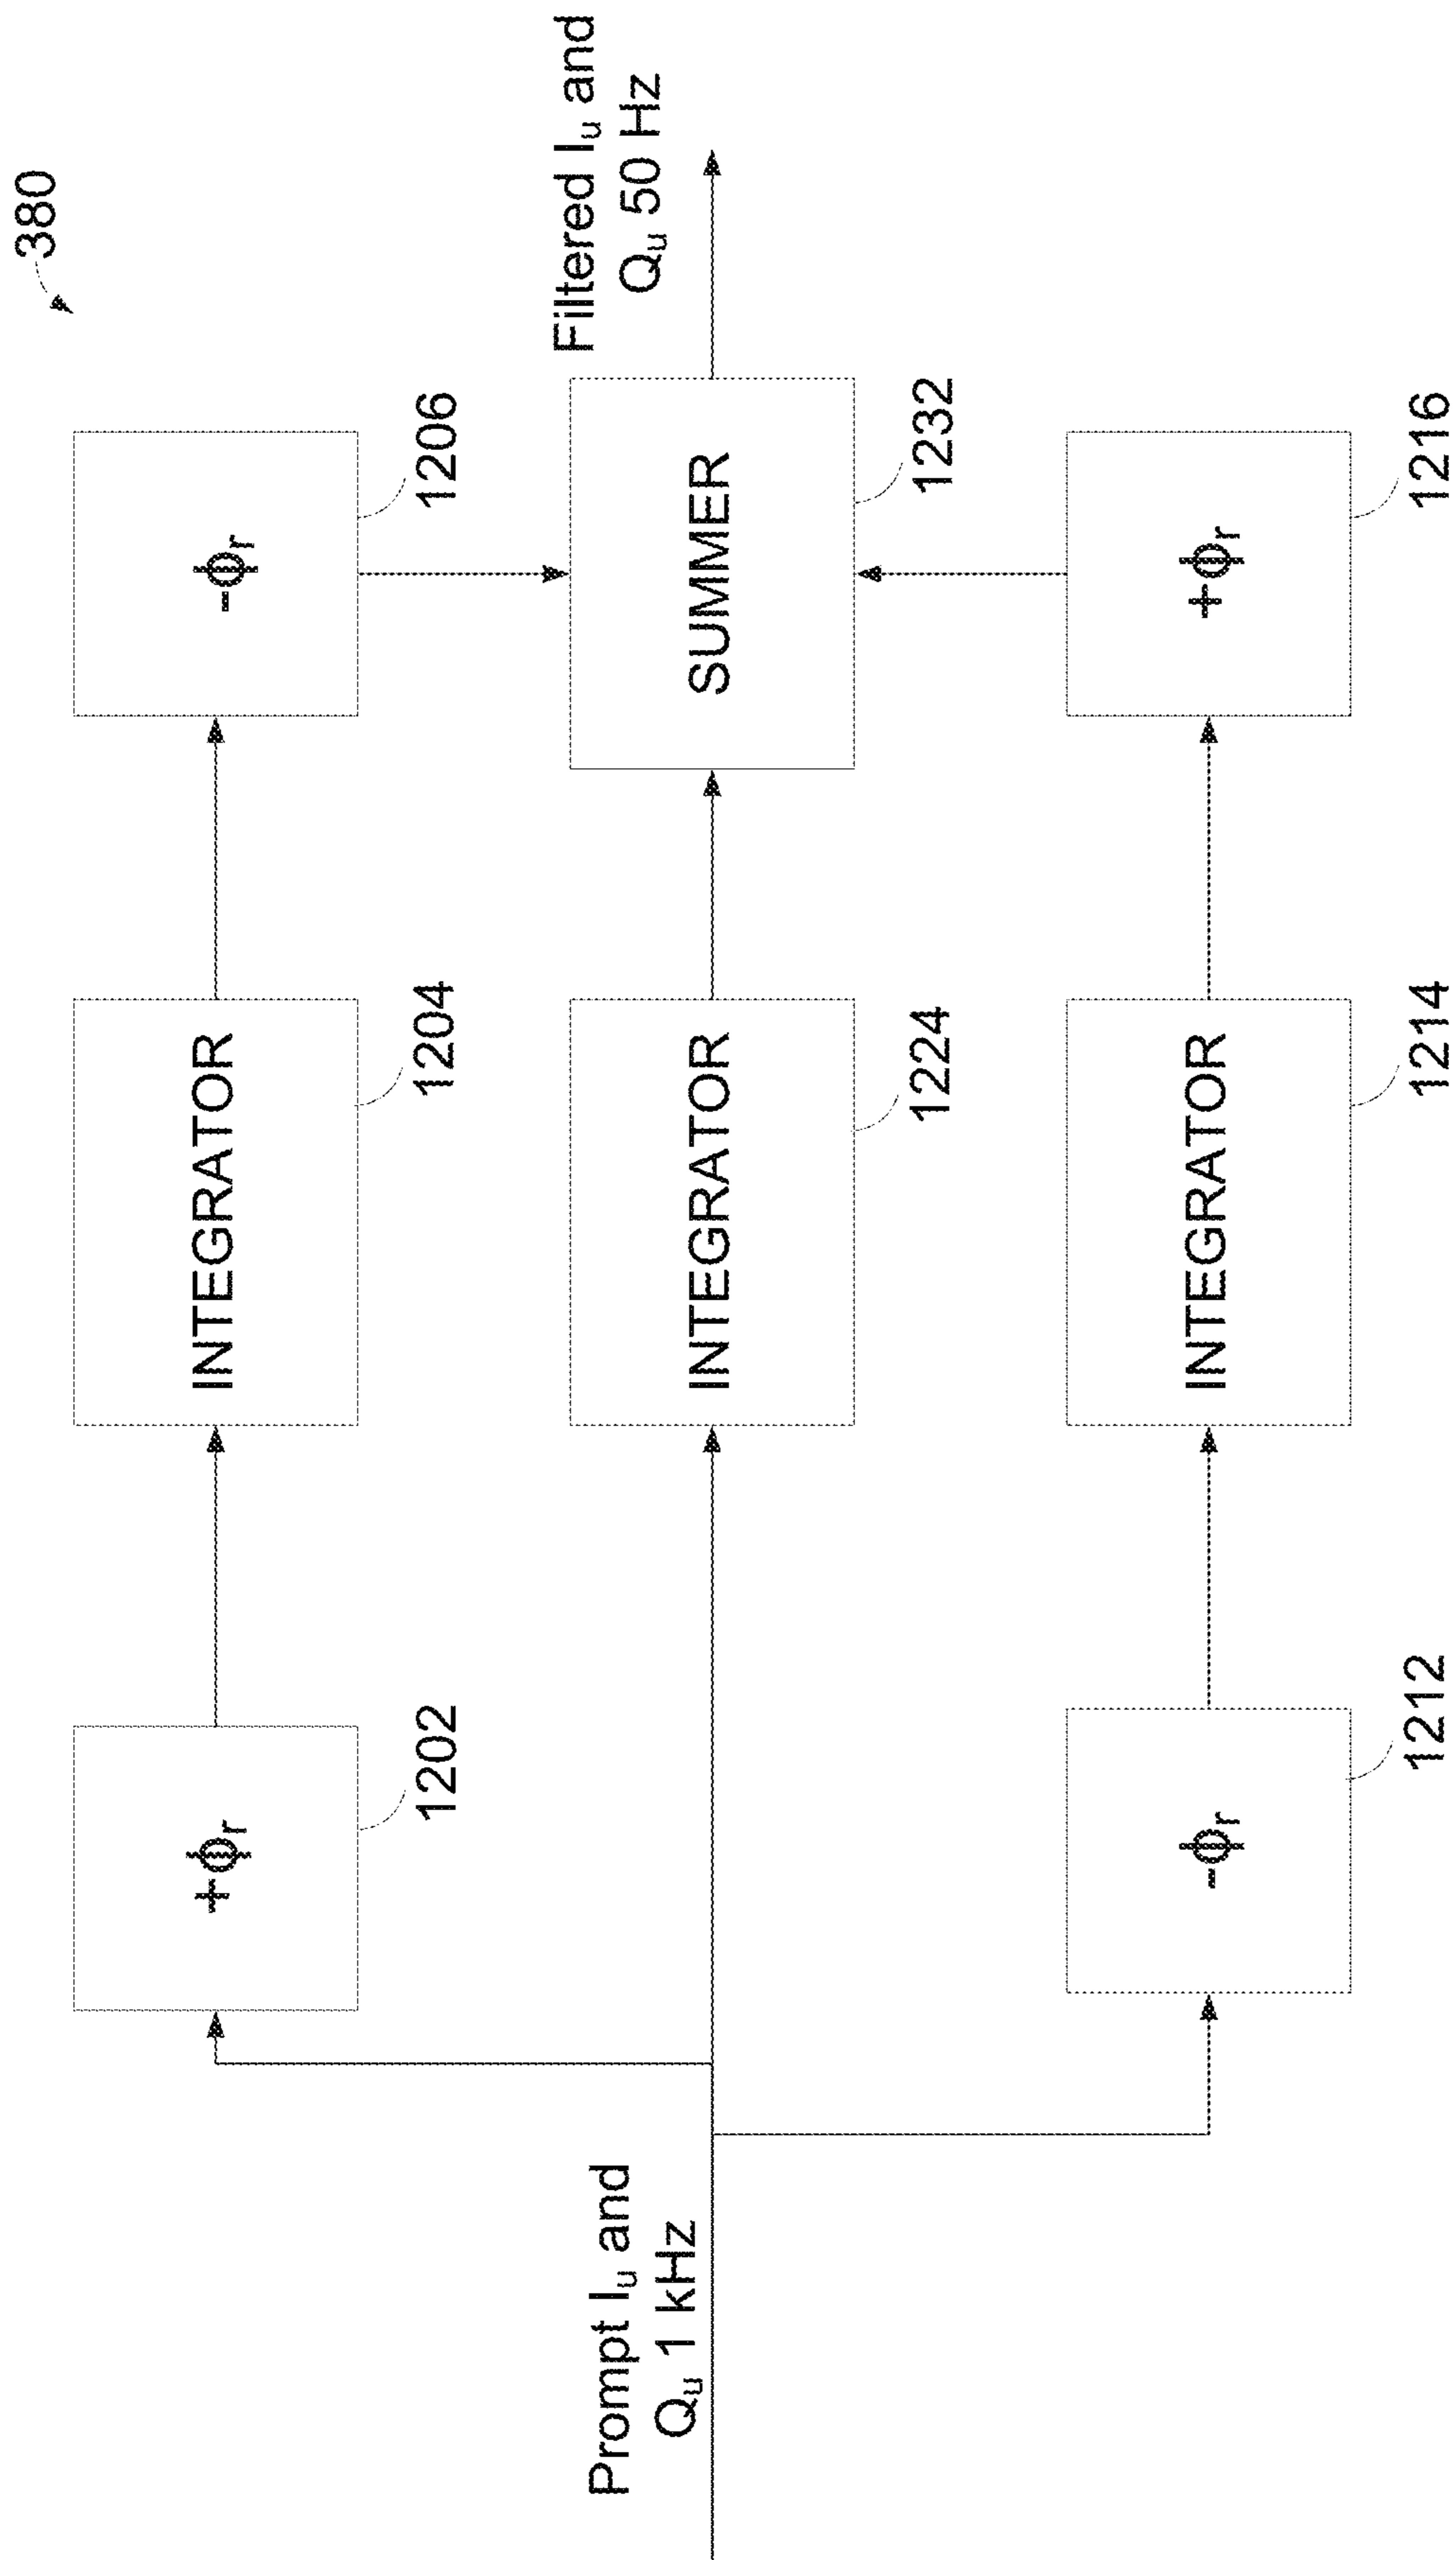 380
Prompt Iᵤ and
Qᵤ 1 kHz
+ϕᵣ
1202
INTEGRATOR
1204
-ϕᵣ
1206
INTEGRATOR
1224
SUMMER
1232
Filtered Iᵤ and
Qᵤ 50 Hz
-ϕᵣ
1212
INTEGRATOR
1214
+ϕᵣ
1216